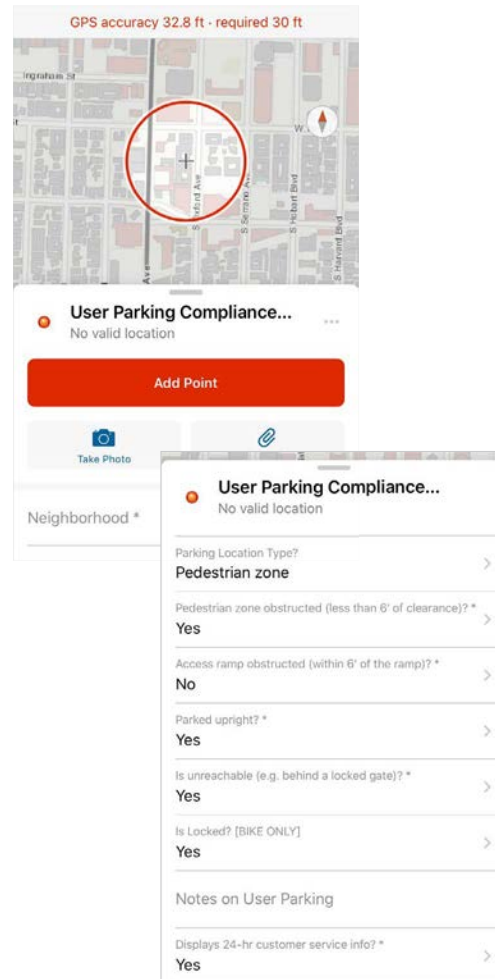 GPS accuracy 32.8 ft · required 30 ft
Ingraham St
S Oxford Ave
S Serrano Ave
S Hobart Blvd
S Harvard Blvd
Ave
User Parking Compliance...
No valid location
Add Point
Take Photo
Neighborhood *
User Parking Compliance...
No valid location
Parking Location Type?
Pedestrian zone
Pedestrian zone obstructed (less than 6' of clearance)? *
Yes
Access ramp obstructed (within 6' of the ramp)? *
No
Parked upright? *
Yes
Is unreachable (e.g. behind a locked gate)? *
Yes
Is Locked? [BIKE ONLY]
Yes
Notes on User Parking
Displays 24-hr customer service info? *
Yes